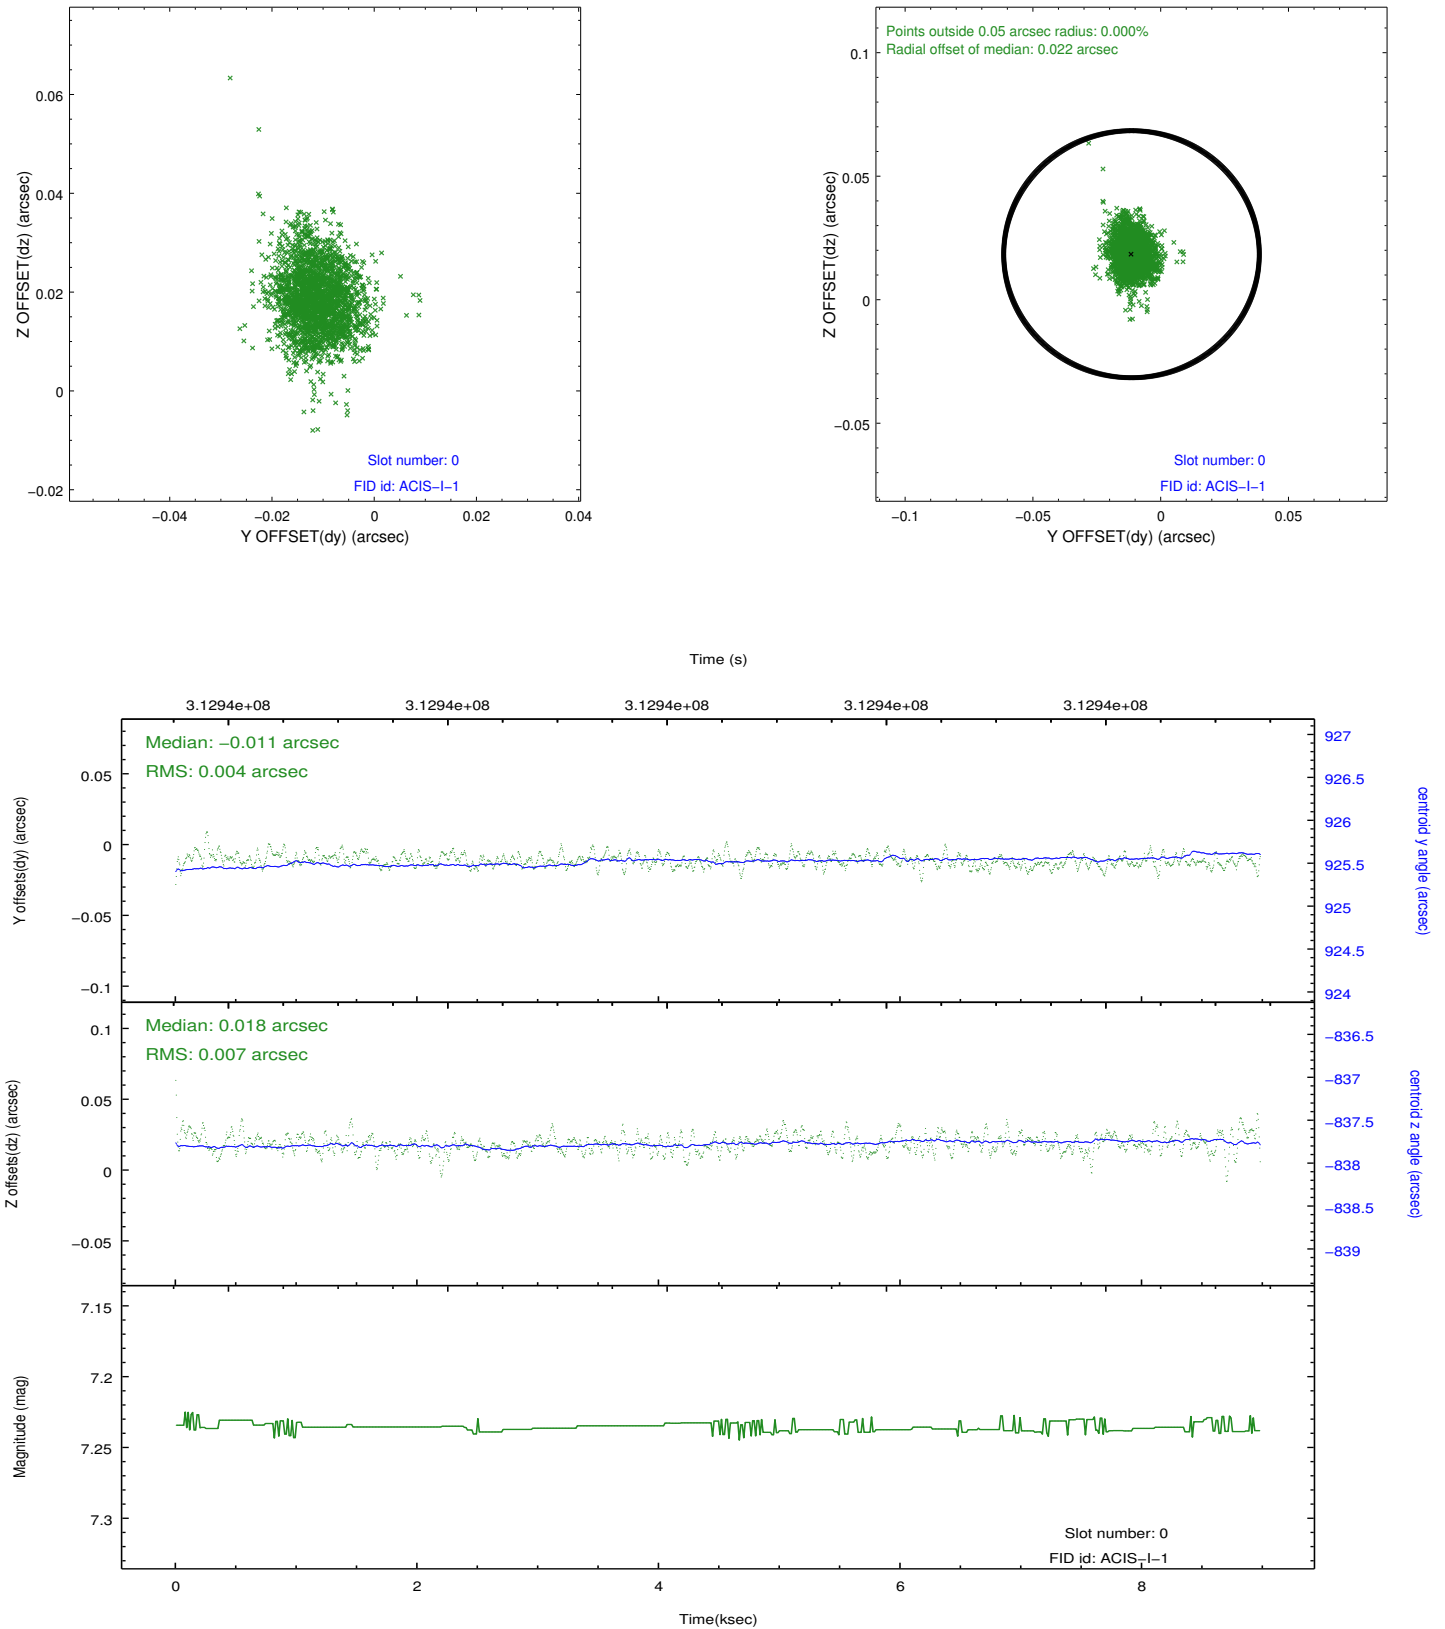 0.06
0.04
0.02
0
−0.02
Z OFFSET(dz) (arcsec)
Slot number: 0
FID id: ACIS−I−1
−0.04
−0.02
0
0.02
0.04
Y OFFSET(dy) (arcsec)
Points outside 0.05 arcsec radius: 0.000%
Radial offset of median: 0.022 arcsec
0.1
0.05
0
−0.05
Z OFFSET(dz) (arcsec)
Slot number: 0
FID id: ACIS−I−1
−0.1
−0.05
0
0.05
Y OFFSET(dy) (arcsec)
Time (s)
3.1294e+08
3.1294e+08
3.1294e+08
3.1294e+08
3.1294e+08
Median: −0.011 arcsec
RMS: 0.004 arcsec
0.05
0
−0.05
−0.1
Y offsets(dy) (arcsec)
927
926.5
926
925.5
925
924.5
924
centroid y angle (arcsec)
Median: 0.018 arcsec
RMS: 0.007 arcsec
0.1
0.05
0
−0.05
Z offsets(dz) (arcsec)
−836.5
−837
−837.5
−838
−838.5
−839
centroid z angle (arcsec)
7.15
7.2
7.25
7.3
Magnitude (mag)
Slot number: 0
FID id: ACIS−I−1
0
2
4
6
8
Time(ksec)